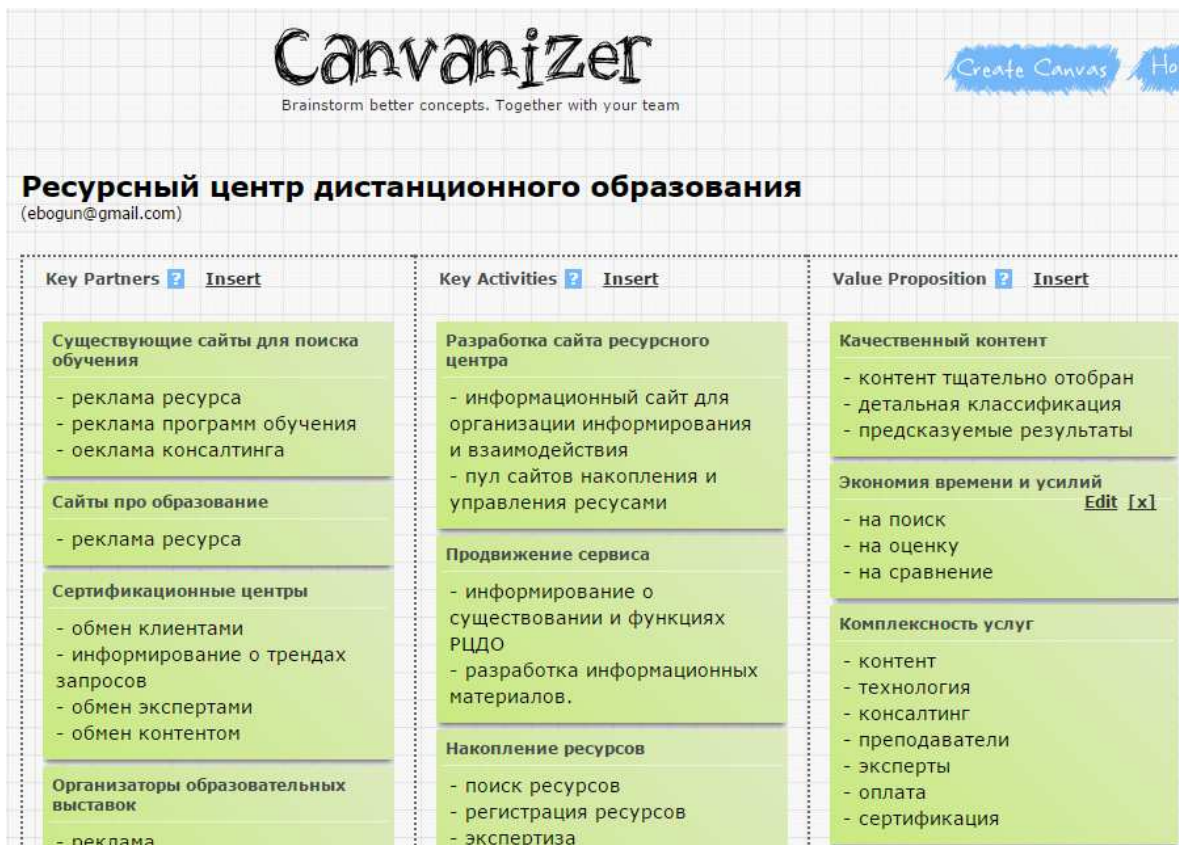 Canvanizer
Brainstorm better concepts. Together with your team
Create Canvas
Ho
Ресурсный центр дистанционного образования
(ebogun@gmail.com)
Key Partners ? Insert
Существующие сайты для поиска
обучения
- реклама ресурса
- реклама программ обучения
- оеклама консалтинга
Сайты про образование
- реклама ресурса
Сертификационные центры
- обмен клиентами
- информирование о трендах
запросов
- обмен экспертами
- обмен контентом
Организаторы образовательных
выставок
- реклама
Key Activities ? Insert
Разработка сайта ресурсного
центра
- информационный сайт для
организации информирования
и взаимодействия
- пул сайтов накопления и
управления ресусами
Продвижение сервиса
- информирование о
существовании и функциях
РЦДО
- разработка информационных
материалов.
Накопление ресурсов
- поиск ресурсов
- регистрация ресурсов
- экспертиза
Value Proposition ? Insert
Качественный контент
- контент тщательно отобран
- детальная классификация
- предсказуемые результаты
Экономия времени и усилий
Edit [x]
- на поиск
- на оценку
- на сравнение
Комплексность услуг
- контент
- технология
- консалтинг
- преподаватели
- эксперты
- оплата
- сертификация